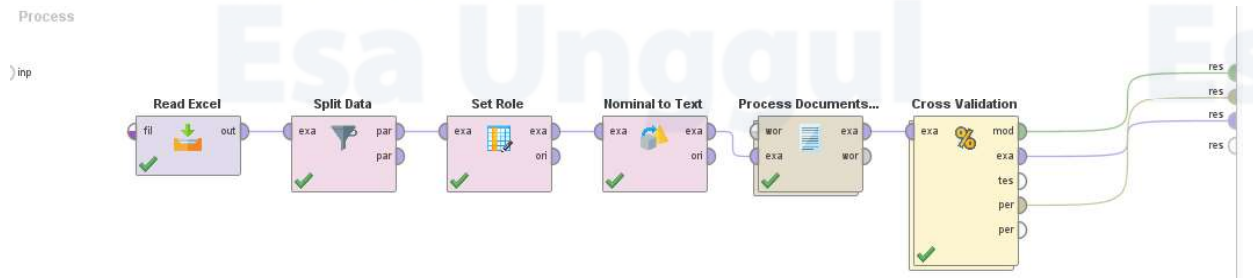 Process
Esa Unggul
inp
res
res
res
res
Read Excel
fil
out
Split Data
exa
par
par
Set Role
exa
exa
ori
Nominal to Text
exa
exa
ori
Process Documents...
wor
exa
exa
wor
Cross Validation
exa
%
mod
exa
tes
per
per